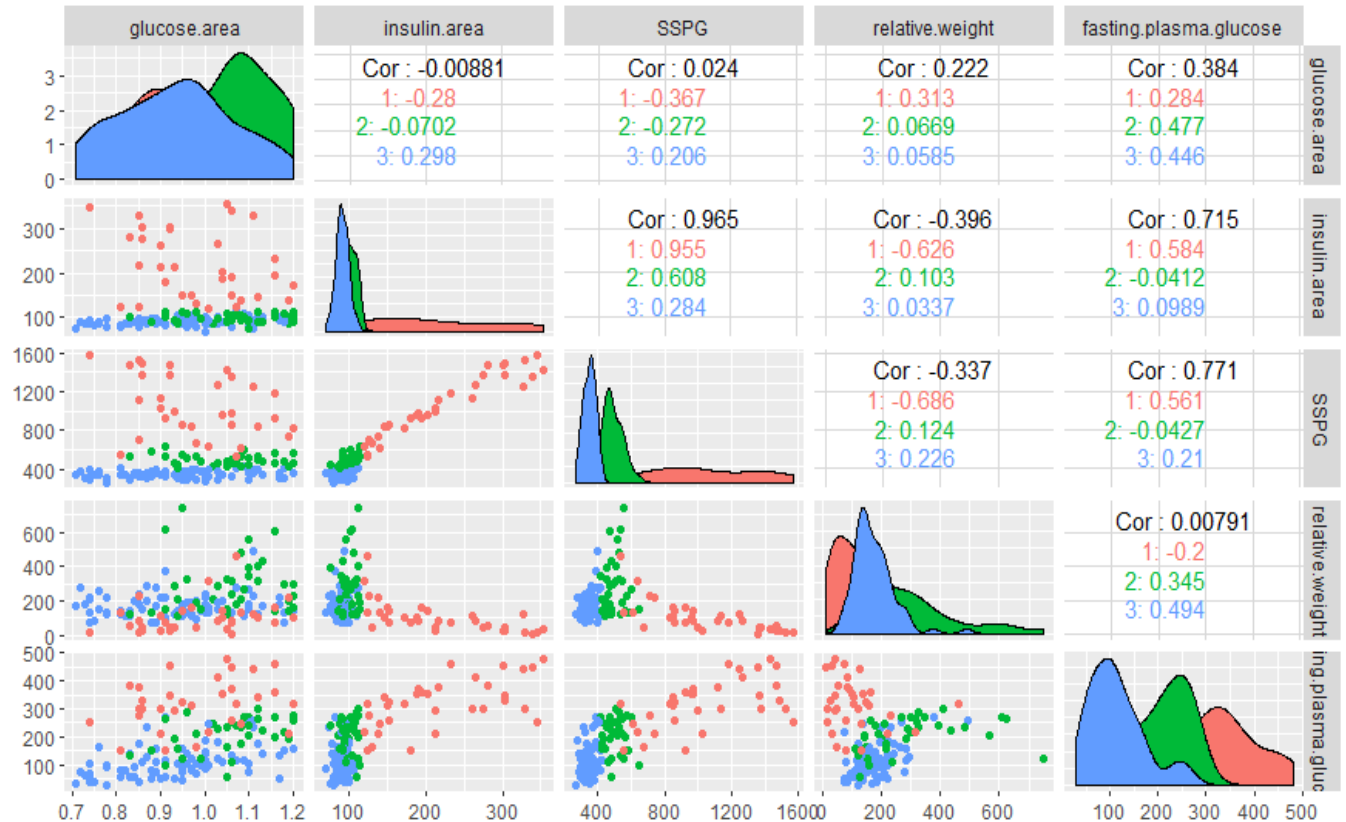 glucose.area insulin.area SSPG relative.weight fasting.plasma.glucose
Cor : -0.00881 Cor : 0.024 Cor : 0.222 Cor : 0.384
1: -0.28 1: -0.367 1: 0.313 1: 0.284
2: -0.0702 2: -0.272 2: 0.0669 2: 0.477
3: 0.298 3: 0.206 3: 0.0585 3: 0.446
3
2
1
0
glucose.area
Cor : 0.965 Cor : -0.396 Cor : 0.715
1: 0.955 1: -0.626 1: 0.584
2: 0.608 2: 0.103 2: -0.0412
3: 0.284 3: 0.0337 3: 0.0989
300
200
100
insulin.area
Cor : -0.337 Cor : 0.771
1: -0.686 1: 0.561
2: 0.124 2: -0.0427
3: 0.226 3: 0.21
1600
1200
800
400
SSPG
Cor : 0.00791
1: -0.2
2: 0.345
3: 0.494
600
400
200
0
relative.weight
500
400
300
200
100
ing.plasma.gluc
0.7 0.8 0.9 1.0 1.1 1.2 100 200 300 400 800 1200 1600 0 200 400 600 100 200 300 400 500